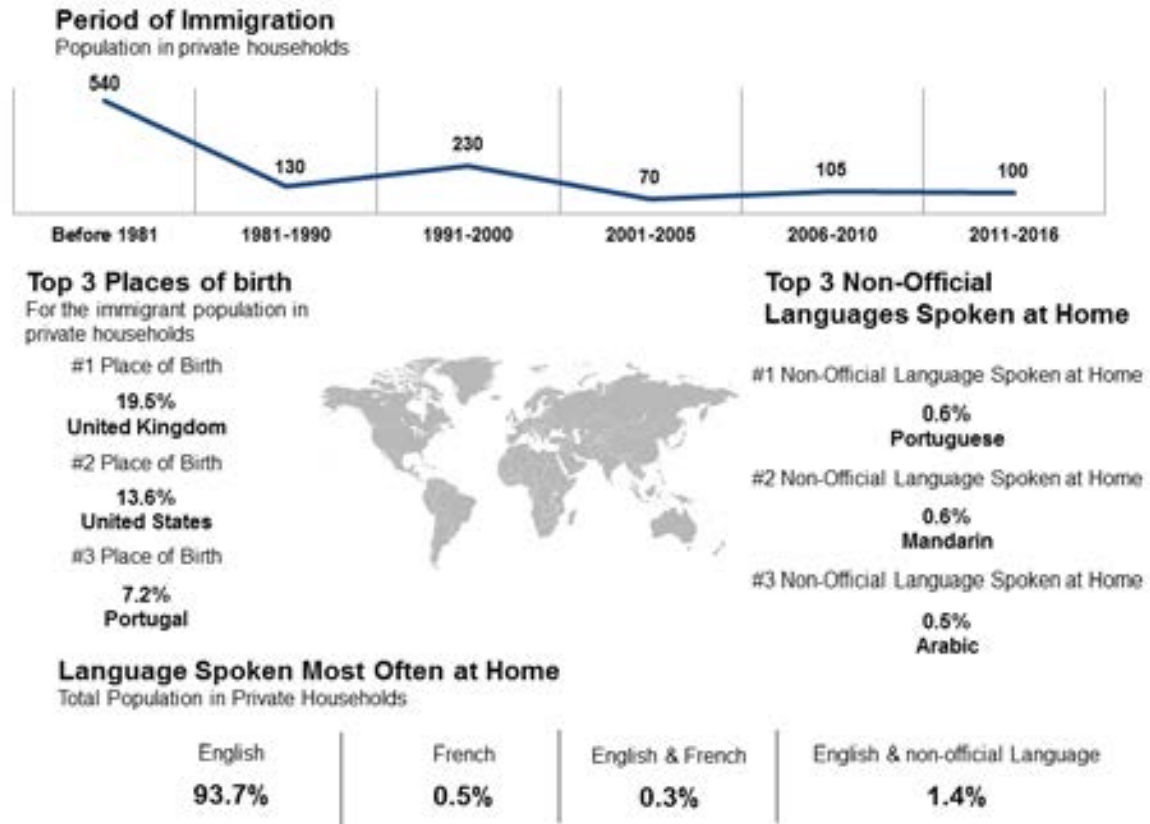 Period of Immigration
Population in private households
540
130
230
70
105
100
Before 1981
1981-1990
1991-2000
2001-2005
2006-2010
2011-2016
Top 3 Places of birth
For the immigrant population in
private households
#1 Place of Birth
19.5%
United Kingdom
#2 Place of Birth
13.6%
United States
#3 Place of Birth
7.2%
Portugal
Top 3 Non-Official
Languages Spoken at Home
#1 Non-Official Language Spoken at Home
0.6%
Portuguese
#2 Non-Official Language Spoken at Home
0.6%
Mandarin
#3 Non-Official Language Spoken at Home
0.5%
Arabic
Language Spoken Most Often at Home
Total Population in Private Households
English
93.7%
French
0.5%
English & French
0.3%
English & non-official Language
1.4%